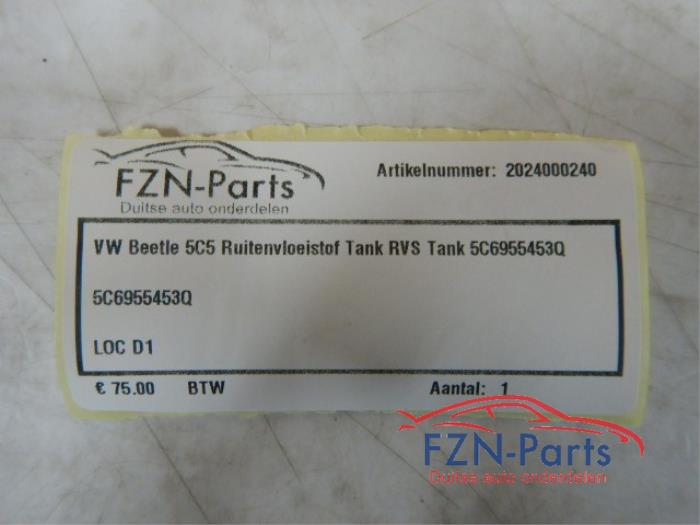 FZN-Parts
Duitse auto onderdelen
Artikelnummer: 2024000240
VW Beetle 5C5 Ruitenvloeistof Tank RVS Tank 5C6955453Q
5C6955453Q
LOC D1
€ 75.00 BTW Aantal: 1
FZN-Parts
Duitse auto onderdelen